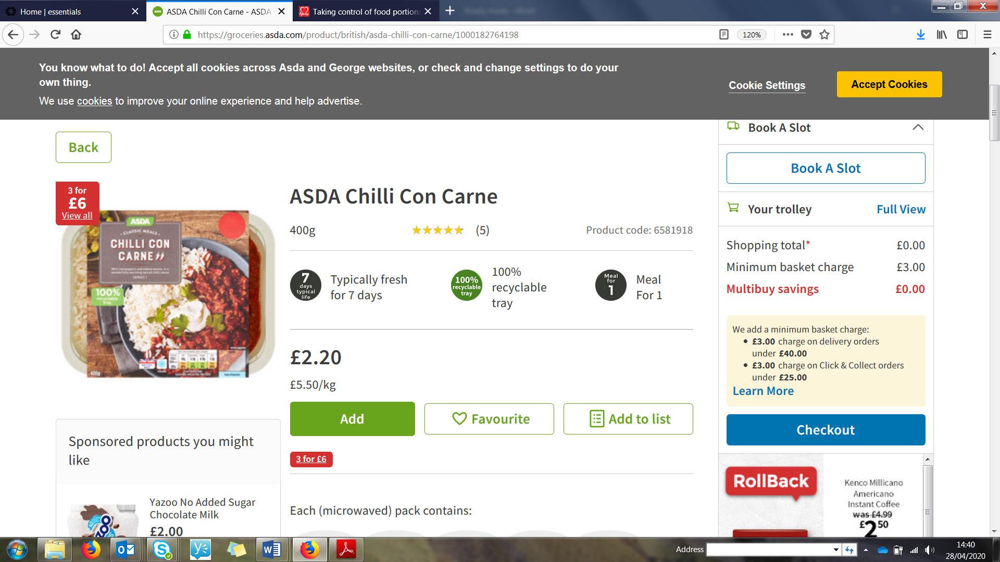 Home | essentials
ASDA Chilli Con Carne - ASDA
Taking control of food portions
https://groceries.asda.com/product/british/asda-chilli-con-carne/1000182764198
120%
You know what to do! Accept all cookies across Asda and George websites, or check and change settings to do your
own thing.
We use cookies to improve your online experience and help advertise.
Cookie Settings
Accept Cookies
Back
3 for
£6
View all
ASDA
CLASSIC MEALS
CHILLI CON
CARNE
SERVES 1
100%
recyclable
tray
400g
ASDA Chilli Con Carne
400g
(5)
Product code: 6581918
7
days
typical
life
Typically fresh
for 7 days
100%
recyclable
tray
100%
recyclable
tray
Meal
for
1
Meal
For 1
£2.20
£5.50/kg
Add
Favourite
Add to list
3 for £6
Each (microwaved) pack contains:
Sponsored products you might
like
Yazoo No Added Sugar
Chocolate Milk
£2.00
Book A Slot
Book A Slot
Your trolley
Full View
Shopping total*
£0.00
Minimum basket charge
£3.00
Multibuy savings
£0.00
We add a minimum basket charge:
• £3.00 charge on delivery orders
under £40.00
• £3.00 charge on Click & Collect orders
under £25.00
Learn More
Checkout
RollBack
Kenco Millicano
Americano
Instant Coffee
was £4.99
£2.50
Address
14:40
28/04/2020